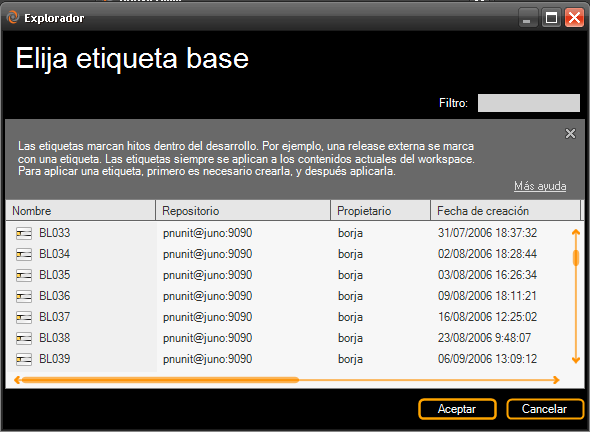 Explorador
Elija etiqueta base
Filtro:
Las etiquetas marcan hitos dentro del desarrollo. Por ejemplo, una release externa se marca
con una etiqueta. Las etiquetas siempre se aplican a los contenidos actuales del workspace.
Para aplicar una etiqueta, primero es necesario crearla, y después aplicarla.
Más ayuda
Nombre Repositorio Propietario Fecha de creación
BL033 pnunit@juno:9090 borja 31/07/2006 18:37:32
BL034 pnunit@juno:9090 borja 02/08/2006 18:28:44
BL035 pnunit@juno:9090 borja 03/08/2006 16:26:34
BL036 pnunit@juno:9090 borja 09/08/2006 18:11:21
BL037 pnunit@juno:9090 borja 16/08/2006 12:25:02
BL038 pnunit@juno:9090 borja 23/08/2006 9:48:07
BL039 pnunit@juno:9090 borja 06/09/2006 13:09:12
Aceptar Cancelar